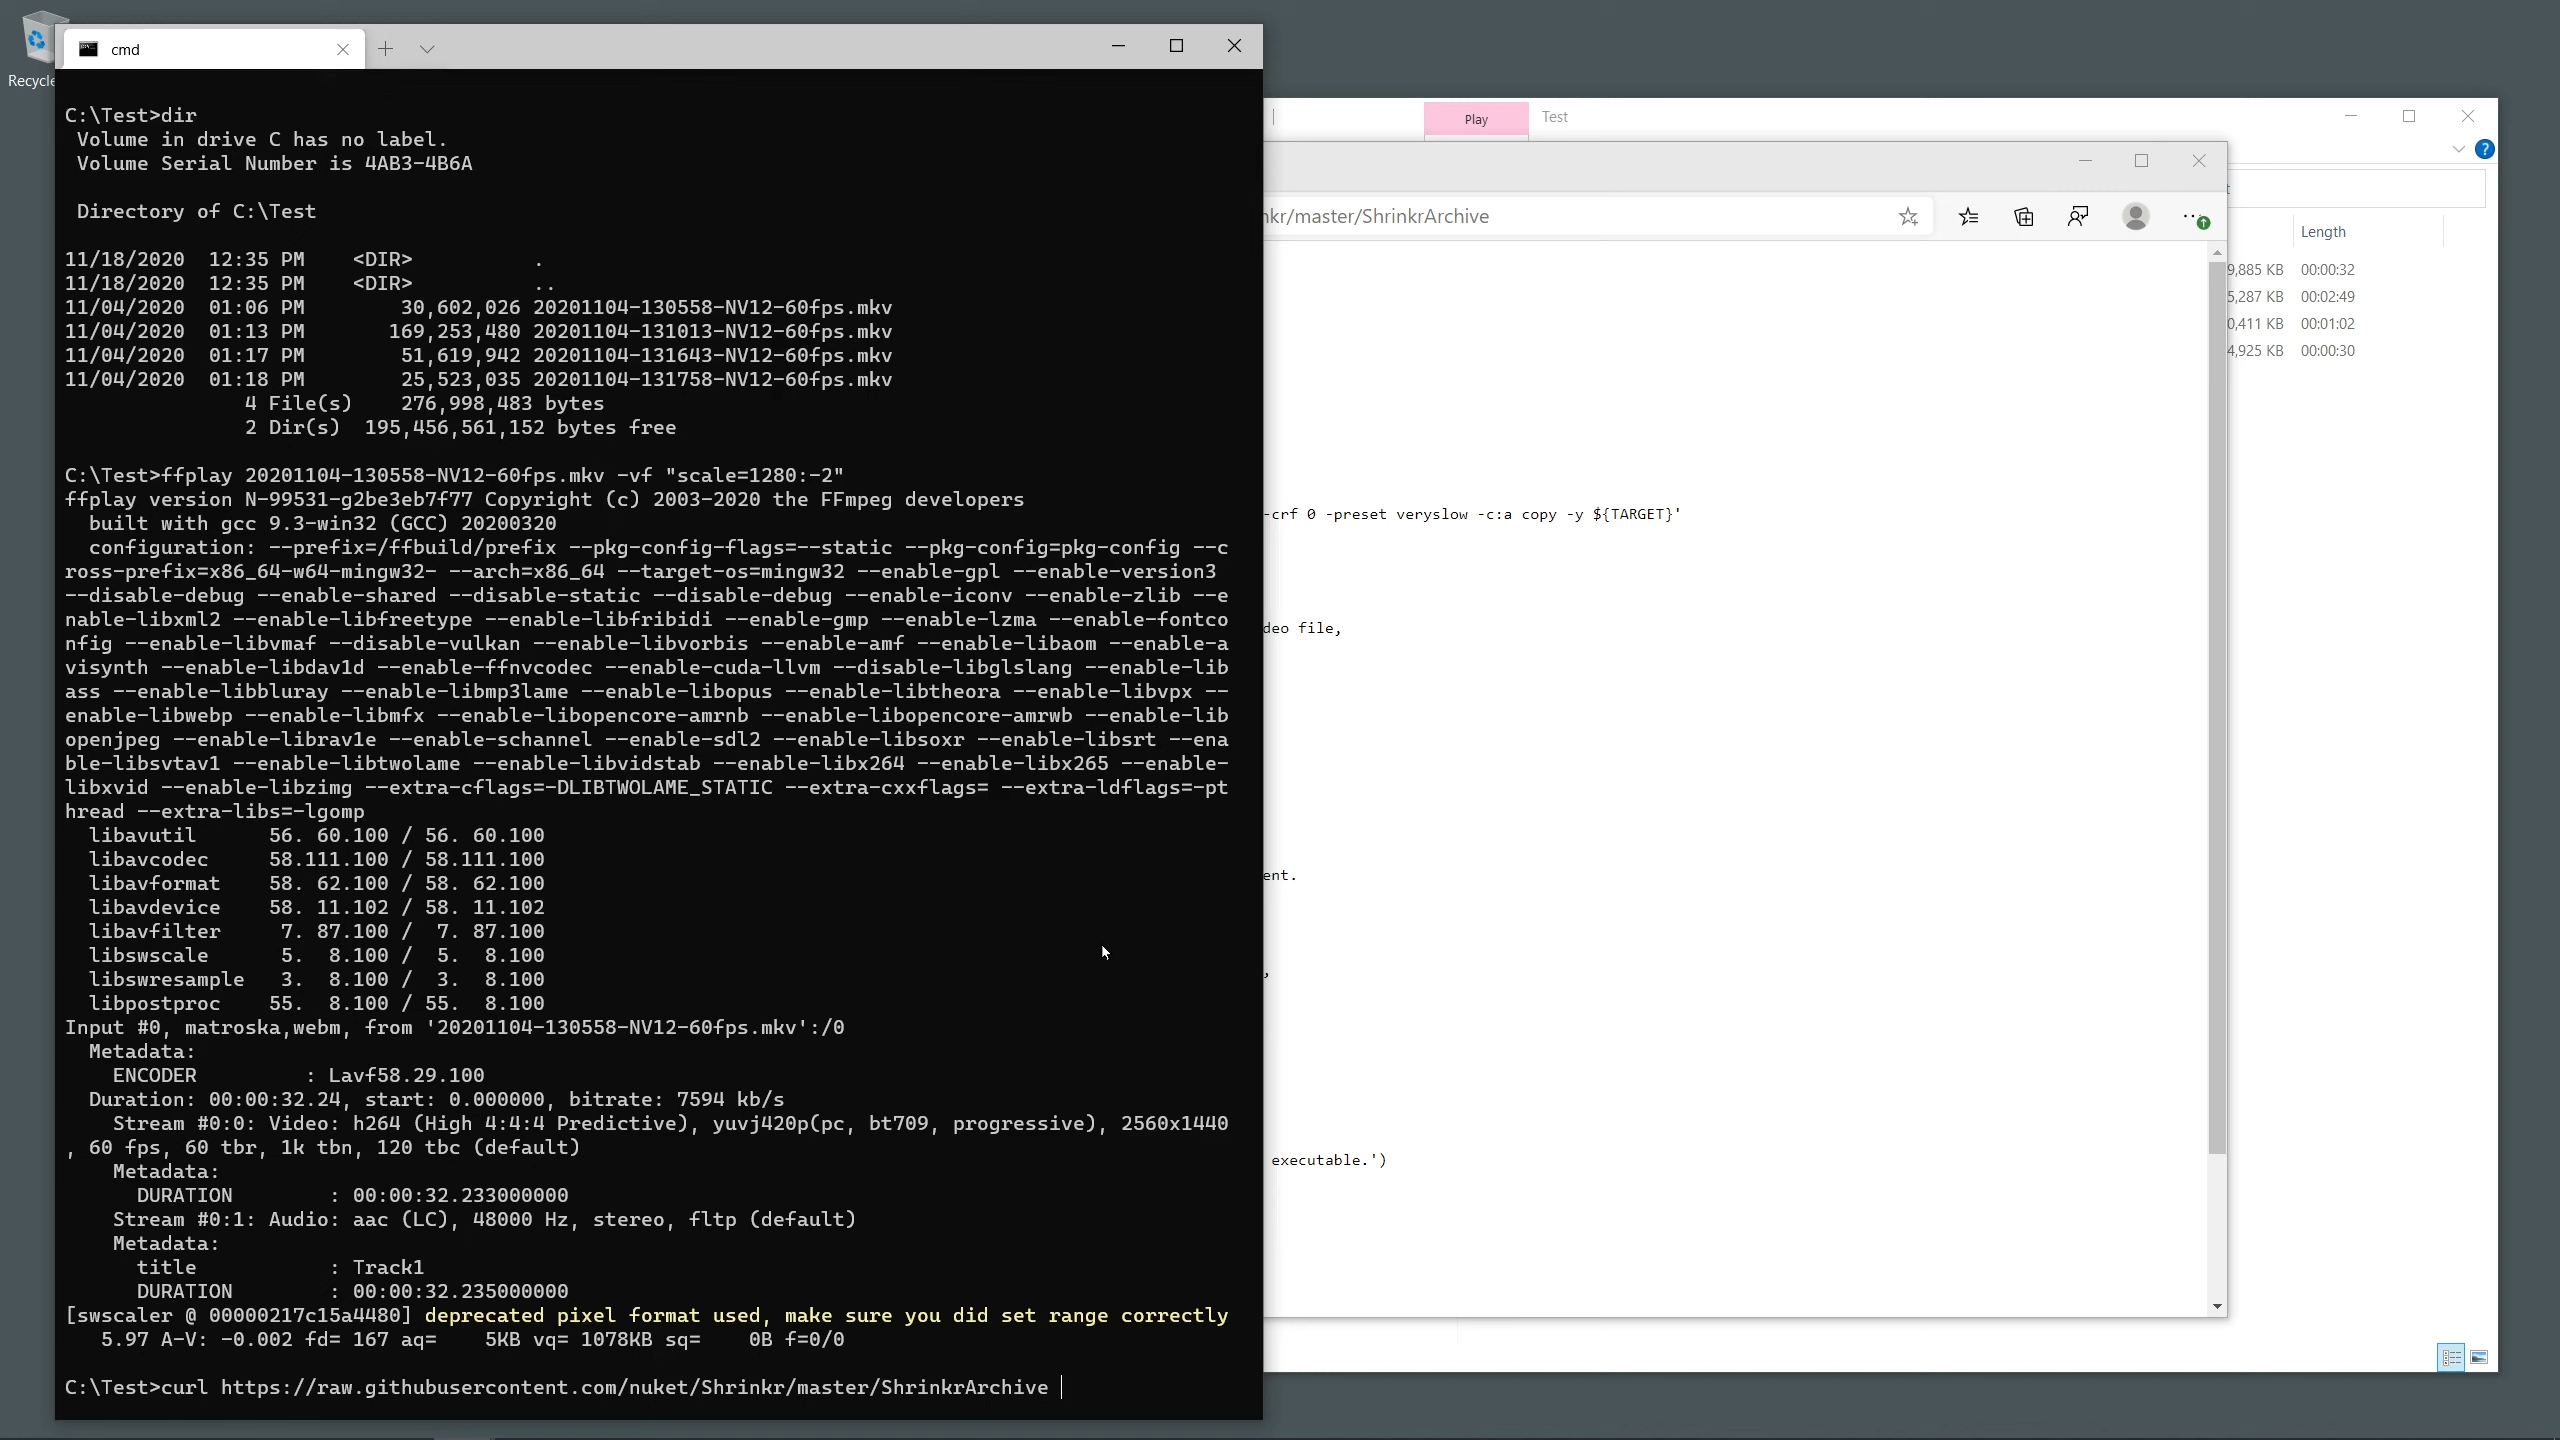 Recycle
cmd
C:\Test>dir
Volume in drive C has no label.
Volume Serial Number is 4AB3-4B6A
Directory of C:\Test
11/18/2020  12:35 PM    <DIR>          .
11/18/2020  12:35 PM    <DIR>          ..
11/04/2020  01:06 PM        30,602,026 20201104-130558-NV12-60fps.mkv
11/04/2020  01:13 PM       169,253,480 20201104-131013-NV12-60fps.mkv
11/04/2020  01:17 PM        51,619,942 20201104-131643-NV12-60fps.mkv
11/04/2020  01:18 PM        25,523,035 20201104-131758-NV12-60fps.mkv
4 File(s)    276,998,483 bytes
2 Dir(s)  195,456,561,152 bytes free
C:\Test>ffplay 20201104-130558-NV12-60fps.mkv -vf "scale=1280:-2"
ffplay version N-99531-g2be3eb7f77 Copyright (c) 2003-2020 the FFmpeg developers
built with gcc 9.3-win32 (GCC) 20200320
configuration: --prefix=/ffbuild/prefix --pkg-config-flags=--static --pkg-config=pkg-config --c
ross-prefix=x86_64-w64-mingw32- --arch=x86_64 --target-os=mingw32 --enable-gpl --enable-version3
--disable-debug --enable-shared --disable-static --disable-debug --enable-iconv --enable-zlib --e
nable-libxml2 --enable-libfreetype --enable-libfribidi --enable-gmp --enable-lzma --enable-fontco
nfig --enable-libvmaf --disable-vulkan --enable-libvorbis --enable-amf --enable-libaom --enable-a
visynth --enable-libdav1d --enable-ffnvcodec --enable-cuda-llvm --disable-libglslang --enable-lib
ass --enable-libbluray --enable-libmp3lame --enable-libopus --enable-libtheora --enable-libvpx --
enable-libwebp --enable-libmfx --enable-libopencore-amrnb --enable-libopencore-amrwb --enable-lib
openjpeg --enable-librav1e --enable-schannel --enable-sdl2 --enable-libsoxr --enable-libsrt --ena
ble-libsvtav1 --enable-libtwolame --enable-libvidstab --enable-libx264 --enable-libx265 --enable-
libxvid --enable-libzimg --extra-cflags=-DLIBTWOLAME_STATIC --extra-cxxflags= --extra-ldflags=-pt
hread --extra-libs=-lgomp
libavutil      56. 60.100 / 56. 60.100
libavcodec     58.111.100 / 58.111.100
libavformat    58. 62.100 / 58. 62.100
libavdevice    58. 11.102 / 58. 11.102
libavfilter     7. 87.100 /  7. 87.100
libswscale      5.  8.100 /  5.  8.100
libswresample   3.  8.100 /  3.  8.100
libpostproc    55.  8.100 / 55.  8.100
Input #0, matroska,webm, from '20201104-130558-NV12-60fps.mkv':/0
Metadata:
ENCODER         : Lavf58.29.100
Duration: 00:00:32.24, start: 0.000000, bitrate: 7594 kb/s
Stream #0:0: Video: h264 (High 4:4:4 Predictive), yuvj420p(pc, bt709, progressive), 2560x1440
, 60 fps, 60 tbr, 1k tbn, 120 tbc (default)
Metadata:
DURATION        : 00:00:32.233000000
Stream #0:1: Audio: aac (LC), 48000 Hz, stereo, fltp (default)
Metadata:
title           : Track1
DURATION        : 00:00:32.235000000
[swscaler @ 00000217c15a4480] deprecated pixel format used, make sure you did set range correctly
5.97 A-V: -0.002 fd= 167 aq=    5KB vq= 1078KB sq=    0B f=0/0
C:\Test>curl https://raw.githubusercontent.com/nuket/Shrinkr/master/ShrinkrArchive
Play
Test
nkr/master/ShrinkrArchive
-crf 0 -preset veryslow -c:a copy -y ${TARGET}'
deo file,
ent.
,
executable.')
t
Length
9,885 KB 00:00:32
5,287 KB 00:02:49
0,411 KB 00:01:02
4,925 KB 00:00:30